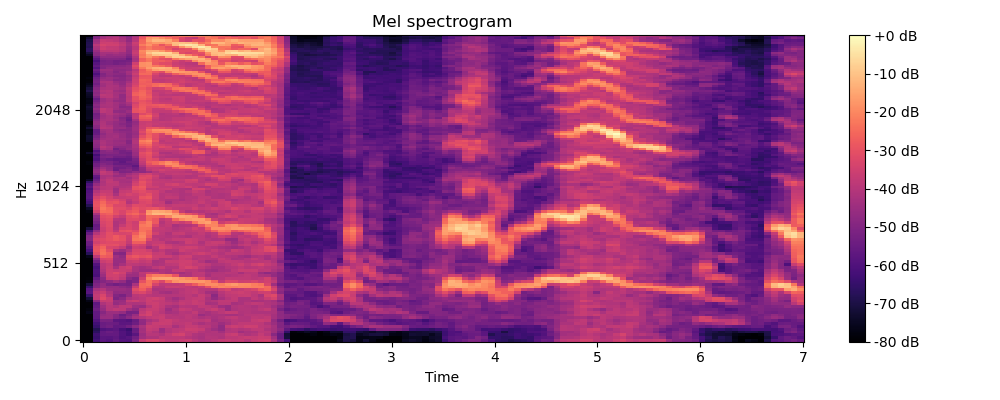 Mel spectrogram
Hz
2048
1024
512
0
0 1 2 3 4 5 6 7
Time
+0 dB
-10 dB
-20 dB
-30 dB
-40 dB
-50 dB
-60 dB
-70 dB
-80 dB